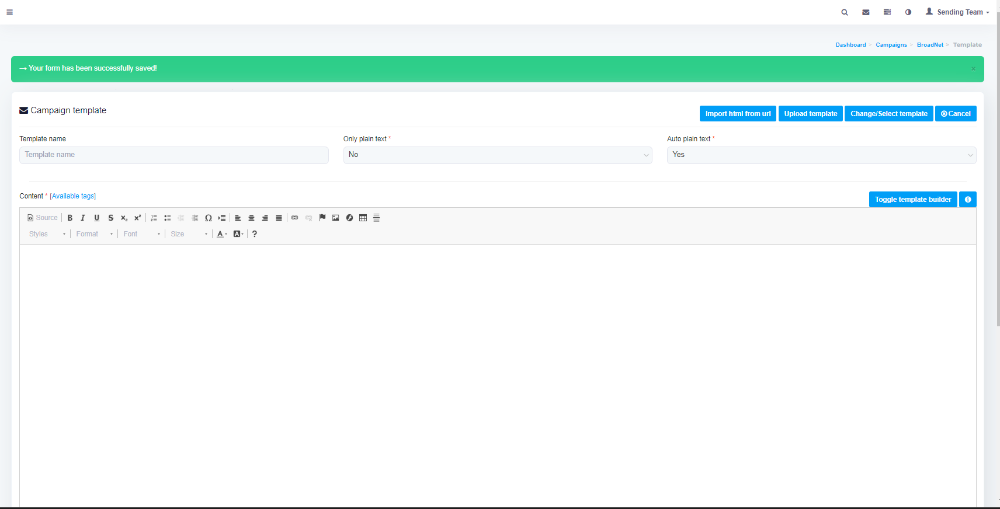 Sending Team
Dashboard > Campaigns > BroadNet > Template
→ Your form has been successfully saved!
×
Campaign template
Import html from url
Upload template
Change/Select template
Cancel
Template name
Only plain text *
Auto plain text *
Template name
No
Yes
Content * [Available tags]
Toggle template builder
Source
Styles
Format
Font
Size